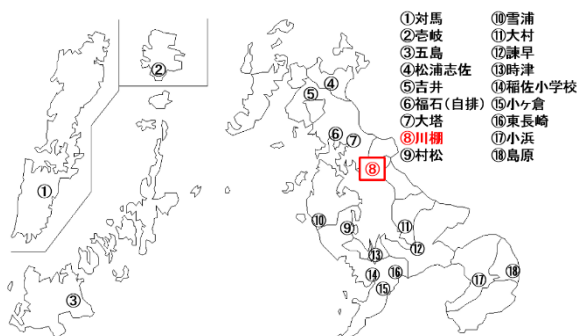 ①対馬 ⑩雪浦
②壱岐 ⑪大村
③五島 ⑫諫早
④松浦志佐 ⑬時津
⑤吉井 ⑭稲佐小学校
⑥福石(自排) ⑮小ヶ倉
⑦大塔 ⑯東長崎
⑧川棚 ⑰小浜
⑨村松 ⑱島原
②
④
⑤
⑥
⑦
⑧
①
⑩
⑨
⑪
⑫
⑬
⑭
⑯
⑮
⑰
⑱
③